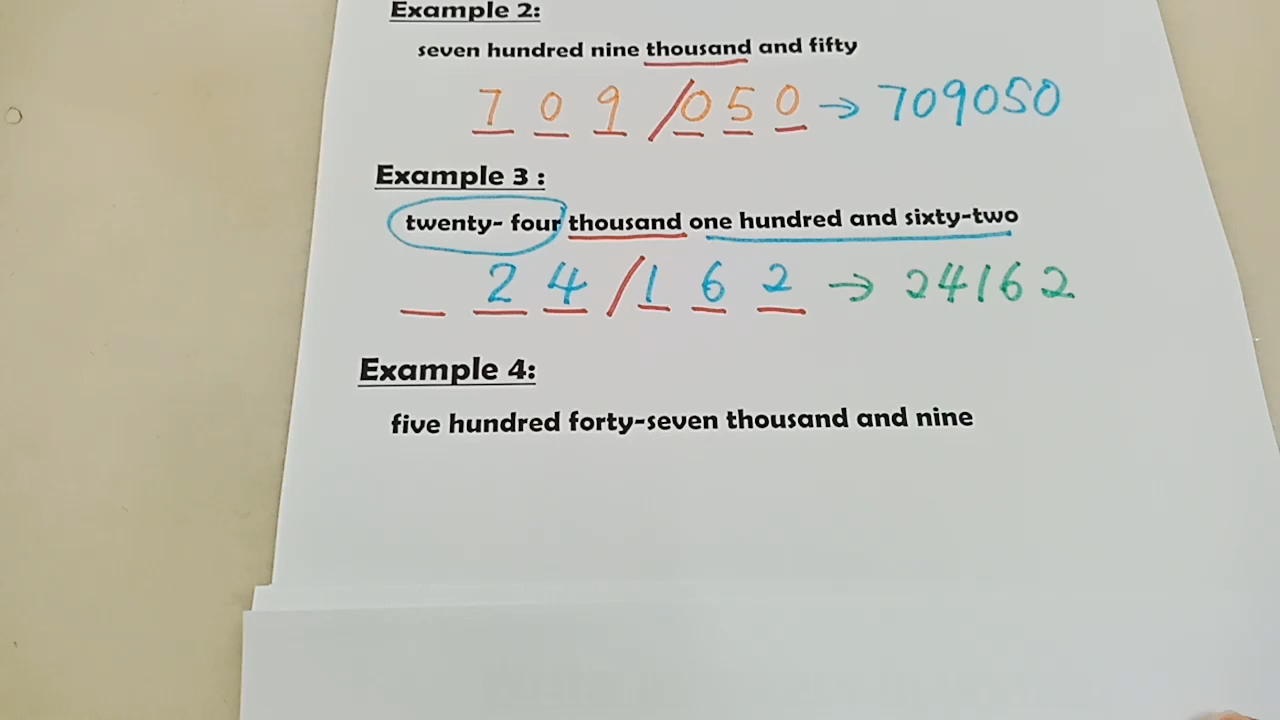 Example 2:
seven hundred nine thousand and fifty
7 0 9 / 0 5 0 → 709050
Example 3 :
twenty- four thousand one hundred and sixty-two
_ 2 4 / 1 6 2 → 24162
Example 4:
five hundred forty-seven thousand and nine